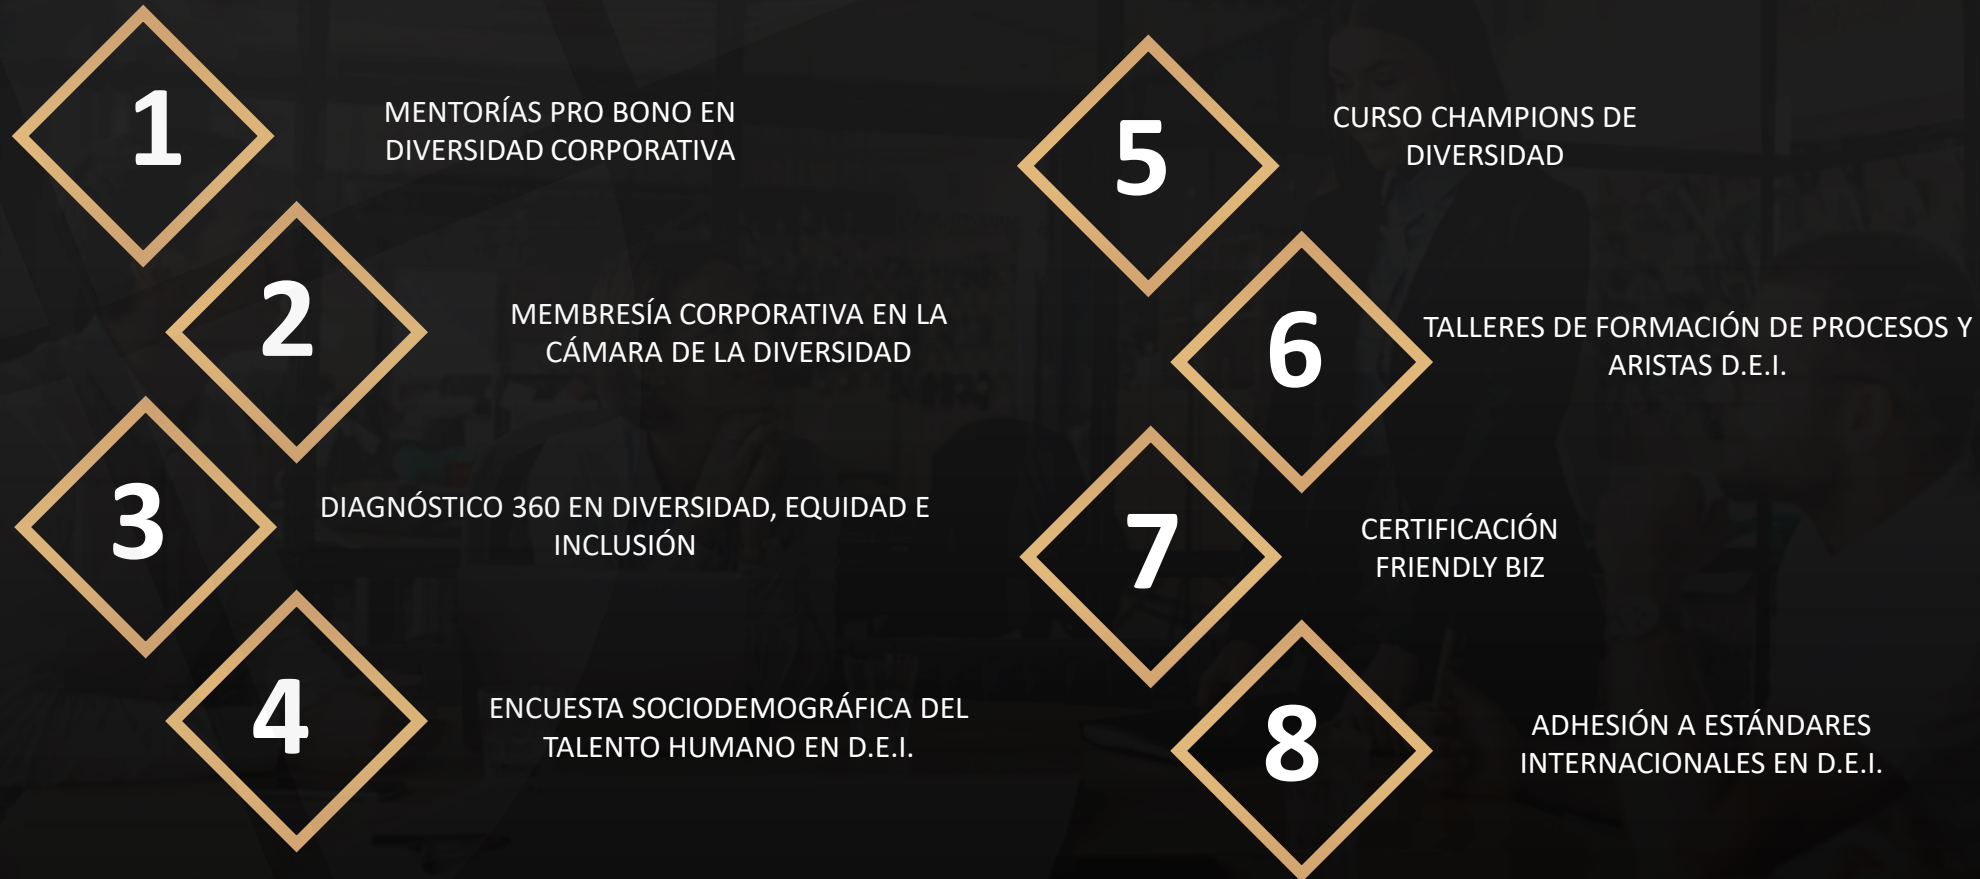 1
MENTORÍAS PRO BONO EN
DIVERSIDAD CORPORATIVA
2
MEMBRESÍA CORPORATIVA EN LA
CÁMARA DE LA DIVERSIDAD
3
DIAGNÓSTICO 360 EN DIVERSIDAD, EQUIDAD E
INCLUSIÓN
4
ENCUESTA SOCIODEMOGRÁFICA DEL
TALENTO HUMANO EN D.E.I.
5
CURSO CHAMPIONS DE
DIVERSIDAD
6
TALLERES DE FORMACIÓN DE PROCESOS Y
ARISTAS D.E.I.
7
CERTIFICACIÓN
FRIENDLY BIZ
8
ADHESIÓN A ESTÁNDARES
INTERNACIONALES EN D.E.I.